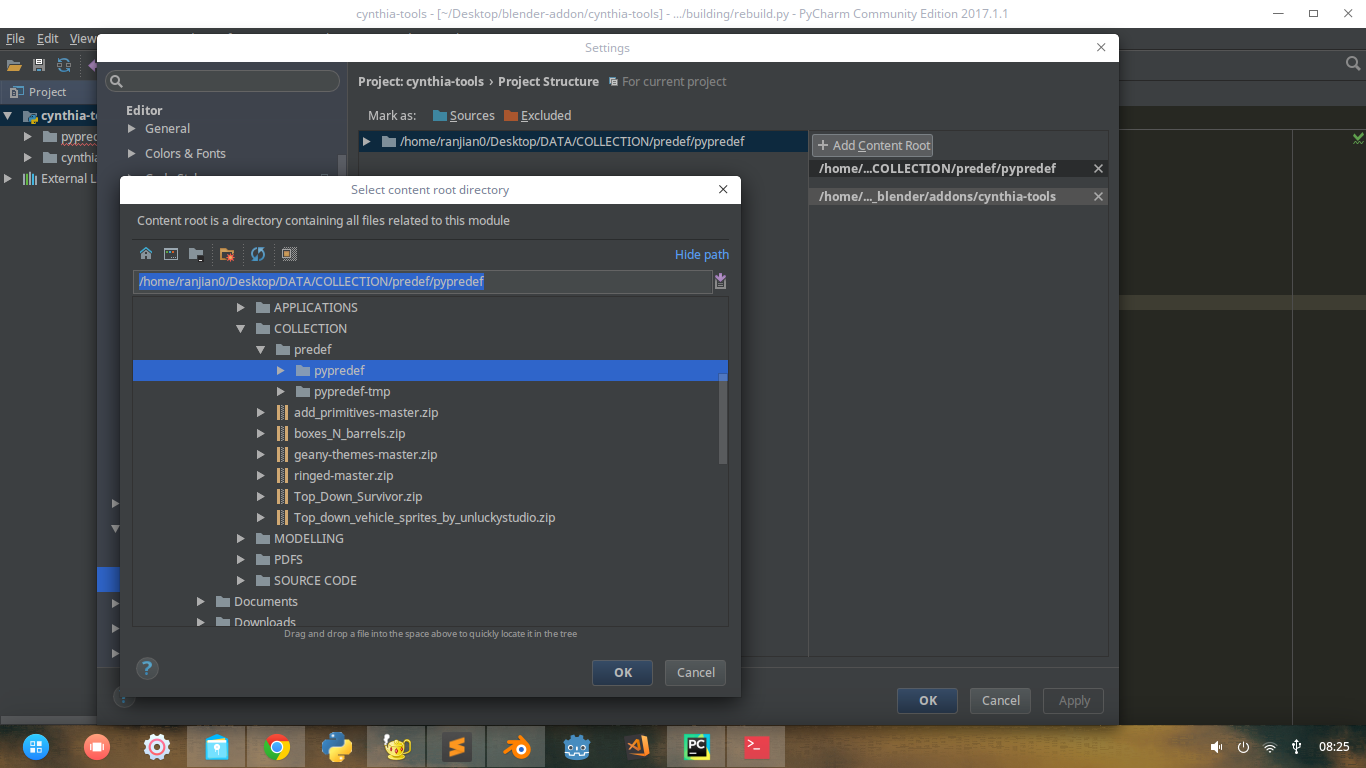 cynthia-tools - [~/Desktop/blender-addon/cynthia-tools] - .../building/rebuild.py - PyCharm Community Edition 2017.1.1
File Edit View
Settings
Project
Project: cynthia-tools › Project Structure For current project
Editor
General
Colors & Fonts
Mark as: Sources Excluded
/home/ranjian0/Desktop/DATA/COLLECTION/predef/pypredef
+ Add Content Root
/home/...COLLECTION/predef/pypredef
/home/..._blender/addons/cynthia-tools
cynthia-to
pyprec
cynthia
External L
Select content root directory
Content root is a directory containing all files related to this module
Hide path
/home/ranjian0/Desktop/DATA/COLLECTION/predef/pypredef
APPLICATIONS
COLLECTION
predef
pypredef
pypredef-tmp
add_primitives-master.zip
boxes_N_barrels.zip
geany-themes-master.zip
ringed-master.zip
Top_Down_Survivor.zip
Top_down_vehicle_sprites_by_unluckystudio.zip
MODELLING
PDFS
SOURCE CODE
Documents
Downloads
Drag and drop a file into the space above to quickly locate it in the tree
?
OK Cancel
OK Cancel Apply
PC
08:25